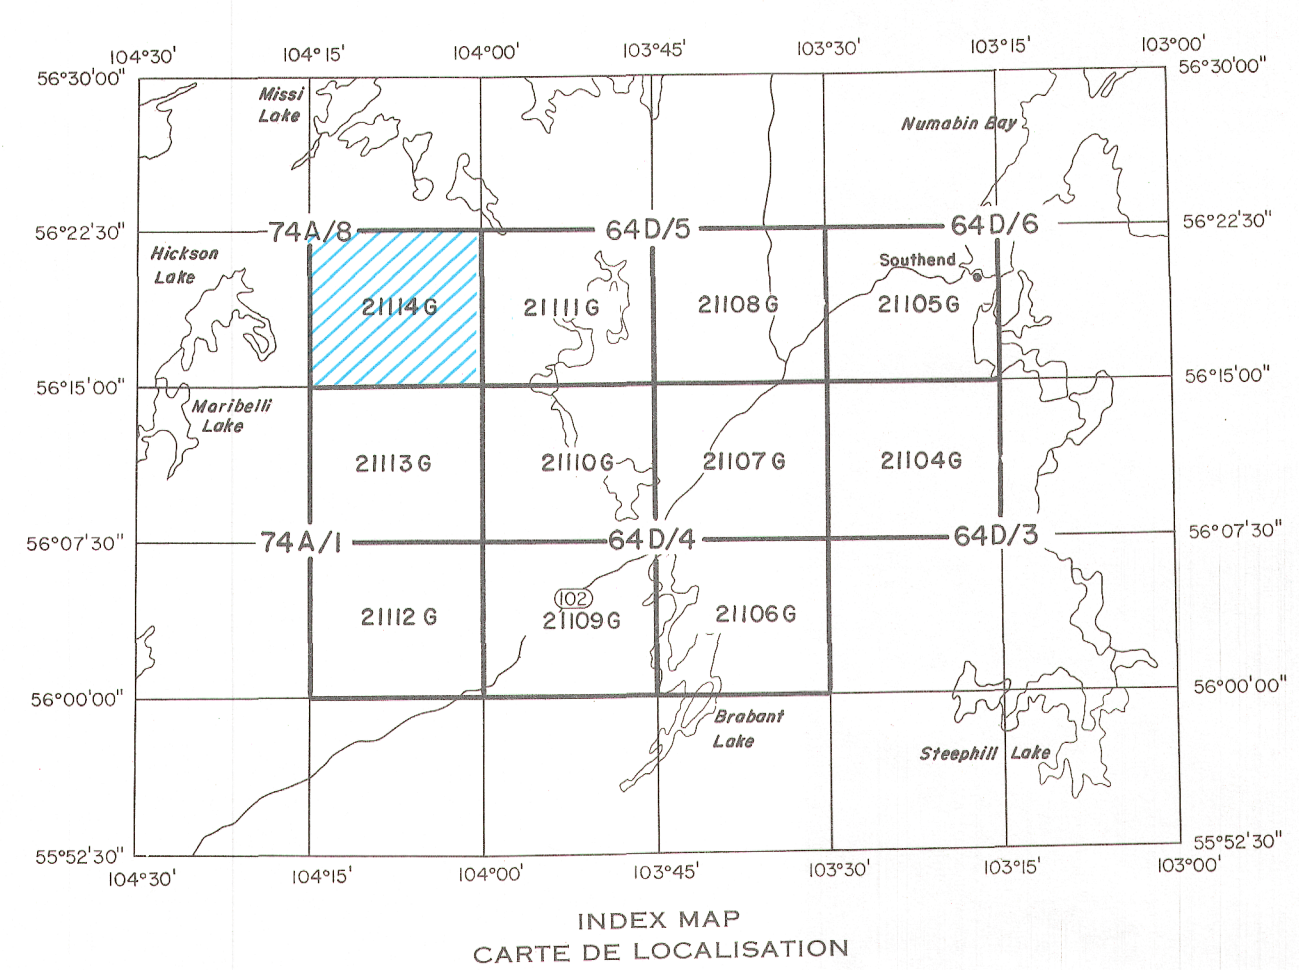 104°30' 104°15' 104°00' 103°45' 103°30' 103°15' 103°00'
56°30'00" 56°30'00"
Missi
Lake
Numabin Bay
56°22'30" 74A/8 64D/5 64D/6 56°22'30"
Hickson
Lake
Southend
21114G 21111G 21108G 21105G
56°15'00" 56°15'00"
Maribelli
Lake
21113G 21110G 21107G 21104G
56°07'30" 74A/1 64D/4 64D/3 56°07'30"
102
21112G 21109G 21106G
56°00'00" 56°00'00"
Brabant
Lake
Steephill Lake
55°52'30" 55°52'30"
104°30' 104°15' 104°00' 103°45' 103°30' 103°15' 103°00'
INDEX MAP
CARTE DE LOCALISATION